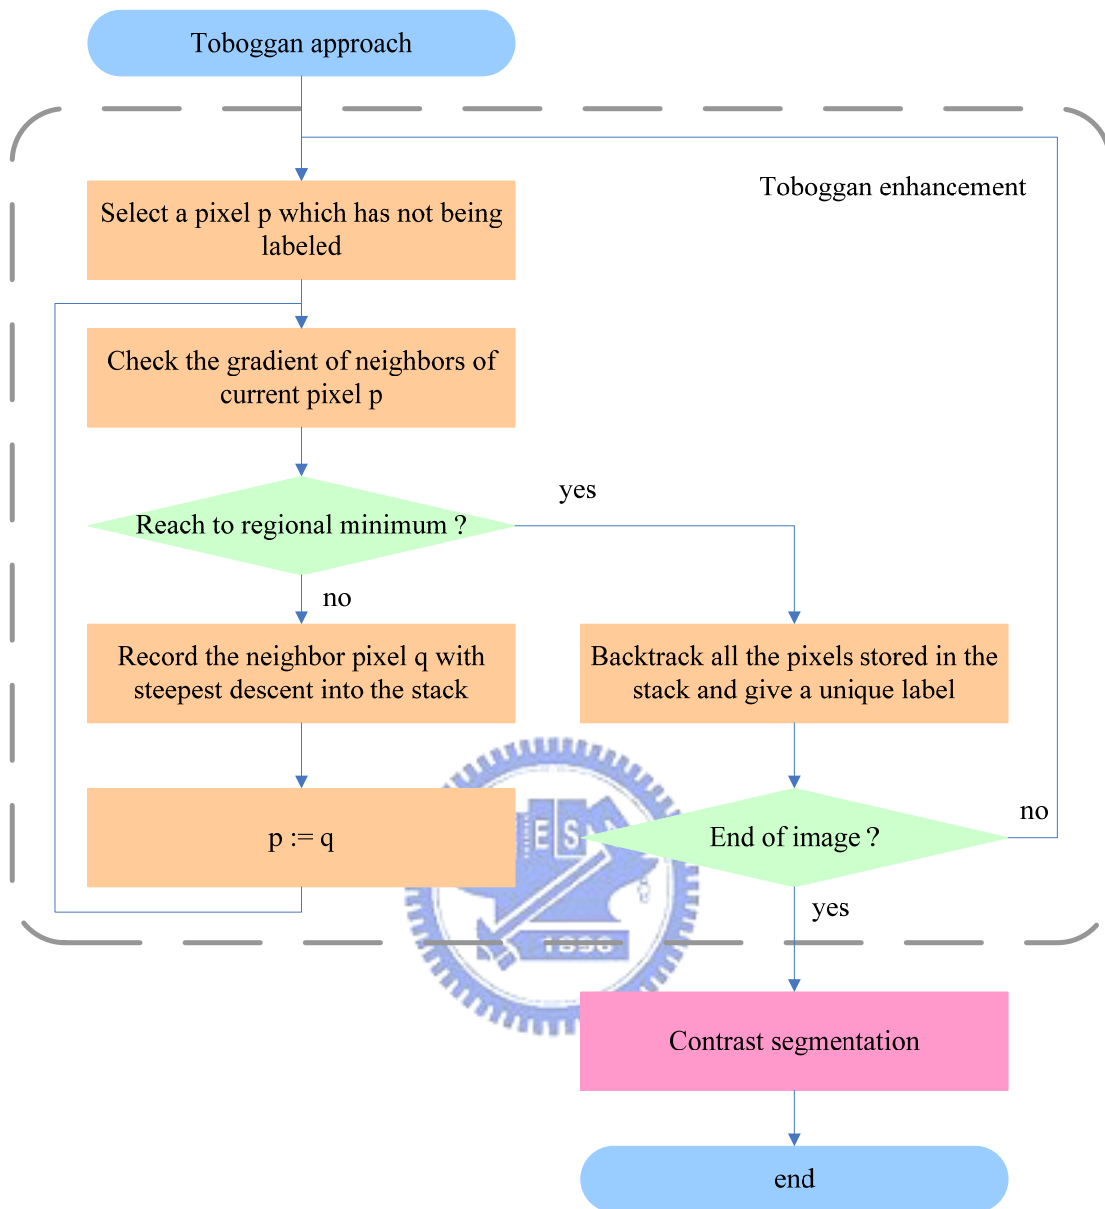 Toboggan approach
Toboggan enhancement
Select a pixel p which has not being
labeled
Check the gradient of neighbors of
current pixel p
Reach to regional minimum ?
yes
no
Record the neighbor pixel q with
steepest descent into the stack
Backtrack all the pixels stored in the
stack and give a unique label
p := q
End of image ?
no
yes
ES
1896
Contrast segmentation
end